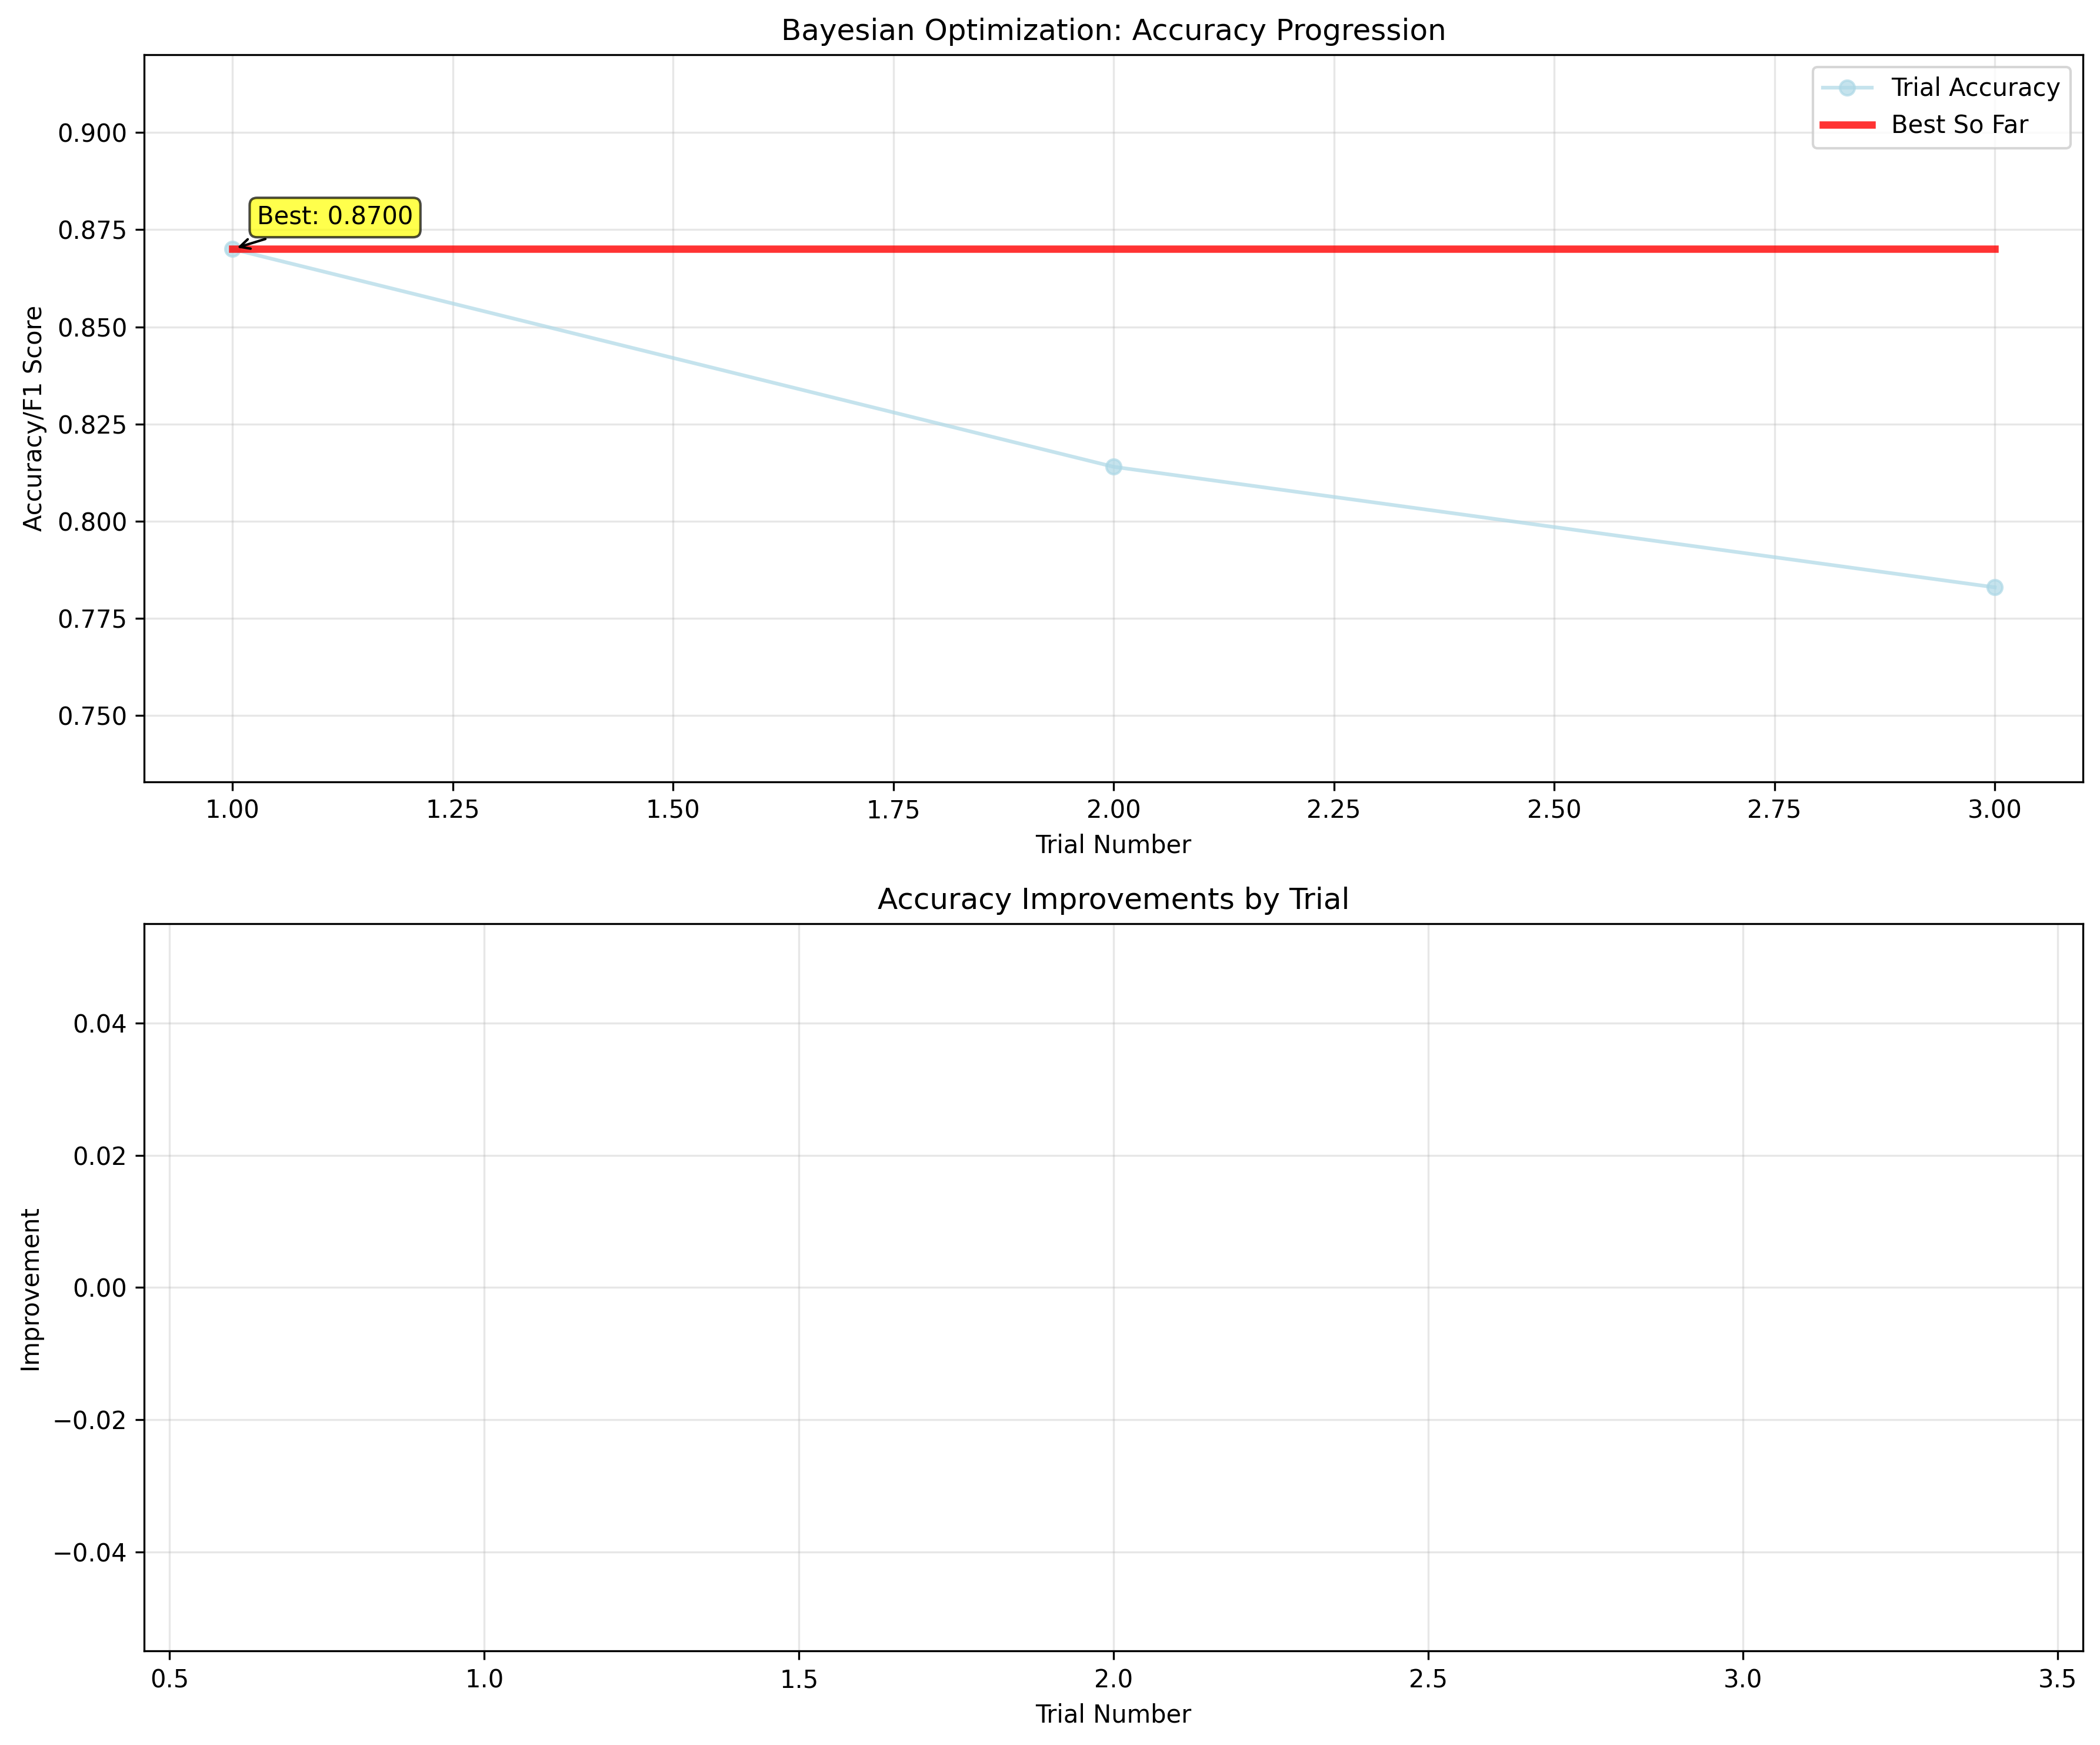 Bayesian Optimization: Accuracy Progression
Trial Accuracy
Best So Far
Best: 0.8700
Accuracy/F1 Score
0.900
0.875
0.850
0.825
0.800
0.775
0.750
1.00 1.25 1.50 1.75 2.00 2.25 2.50 2.75 3.00
Trial Number
Accuracy Improvements by Trial
Improvement
0.04
0.02
0.00
−0.02
−0.04
0.5 1.0 1.5 2.0 2.5 3.0 3.5
Trial Number